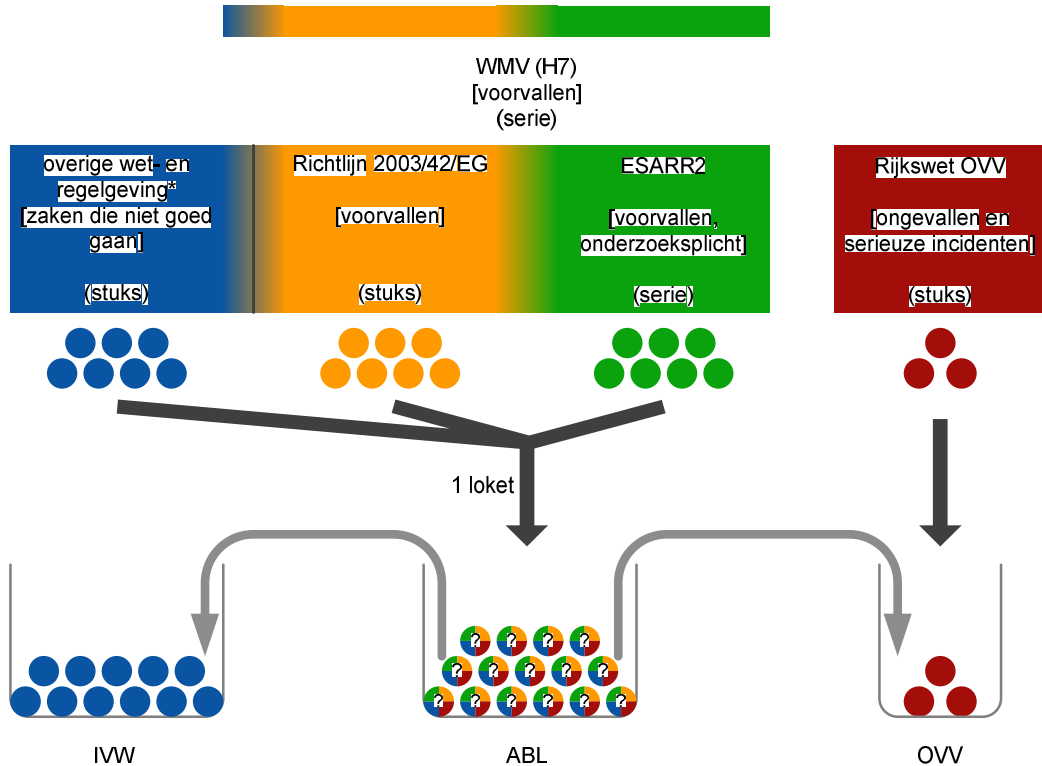 WMV (H7)
[voorvallen]
(serie)
overige wet- en
regelgeving*
[zaken die niet goed
gaan]
(stuks)
Richtlijn 2003/42/EG
[voorvallen]
(stuks)
ESARR2
[voorvallen,
onderzoeksplicht]
(serie)
Rijkswet OVV
[ongevallen en
serieuze incidenten]
(stuks)
1 loket
? ? ? ?
? ? ? ? ?
? ? ? ? ? ?
IVW
ABL
OVV